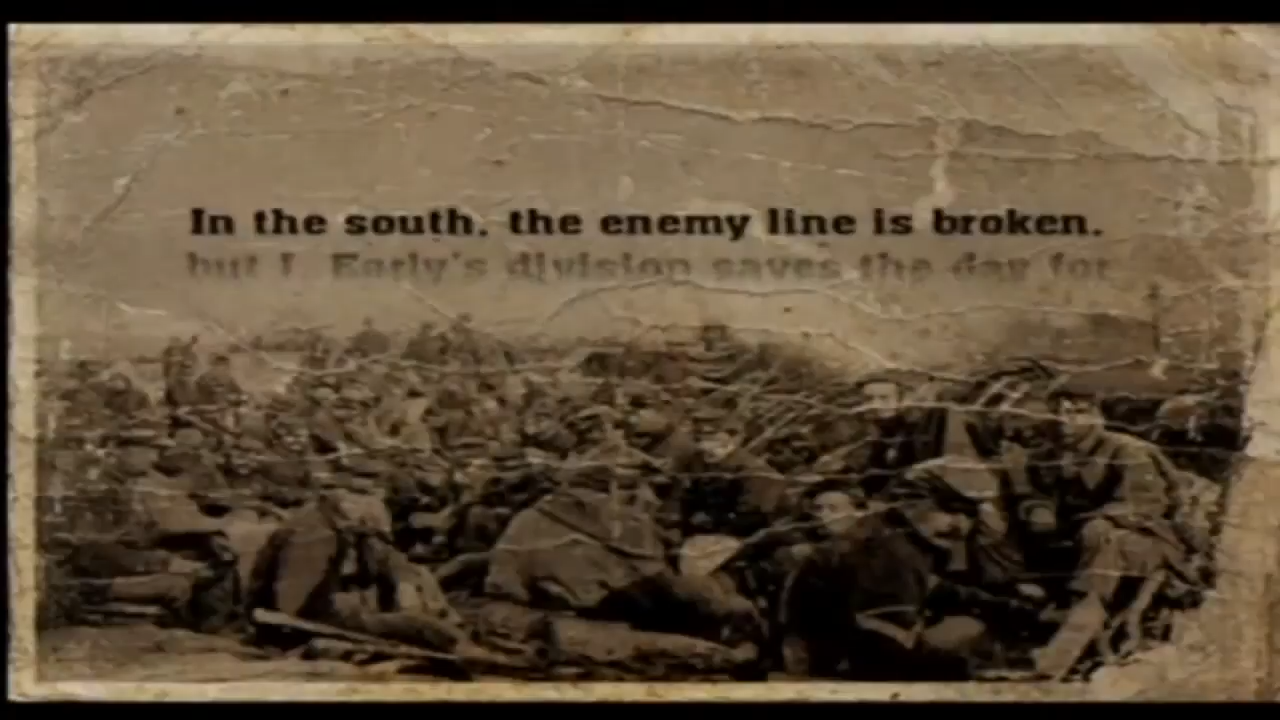 In the south, the enemy line is broken.
but J. Early's division saves the day for